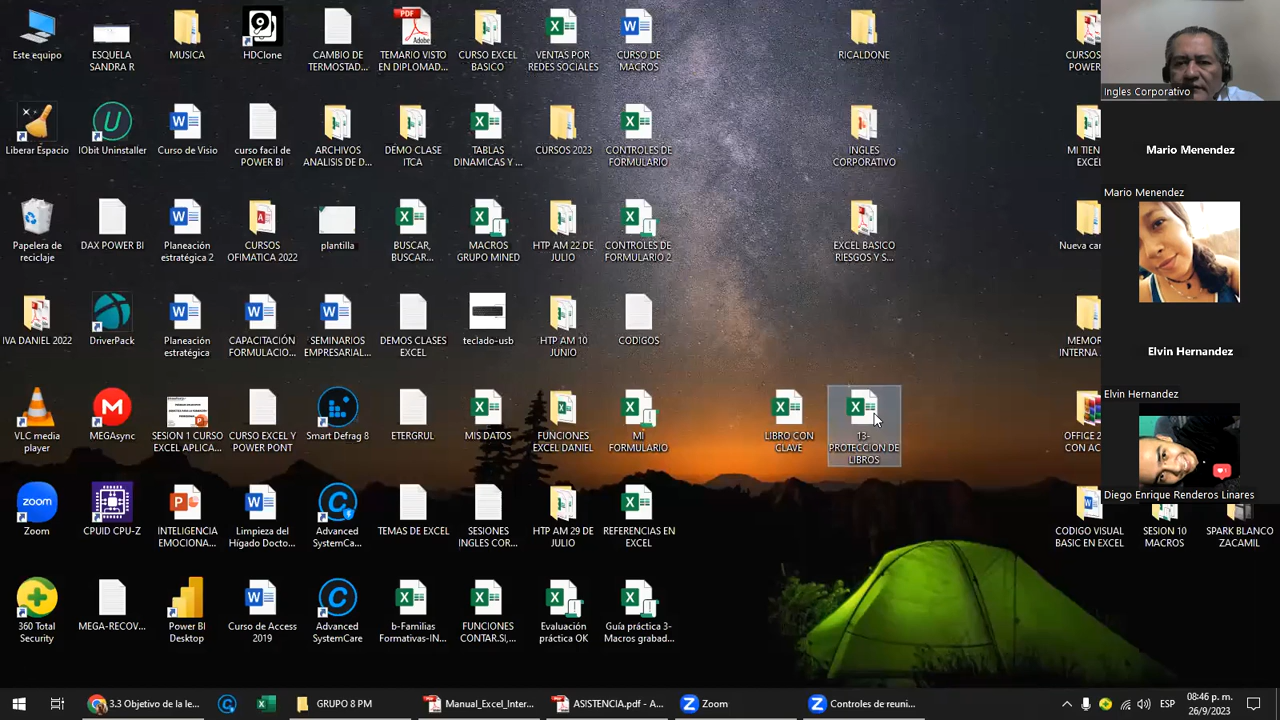 Este equipo
ESCUELA
SANDRA R
MUSICA
HDClone
CAMBIO DE
TERMOSTAD...
PDF
Adobe
TEMARIO VISTO
EN DIPLOMAD...
CURSO EXCEL
BASICO
VENTAS POR
REDES SOCIALES
CURSO DE
MACROS
RICALDONE
CURSO
POWER
Ingles Corporativo
Liberar Espacio
IObit Uninstaller
Curso de Visio
curso facil de
POWER BI
ARCHIVOS
ANALISIS DE D...
DEMO CLASE
ITCA
TABLAS
DINAMICAS Y ...
CURSOS 2023
CONTROLES DE
FORMULARIO
INGLES
CORPORATIVO
MI TIEN
EXCEL
Mario Menendez
Mario Menendez
Papelera de
reciclaje
DAX POWER BI
Planeación
estratégica 2
CURSOS
OFIMATICA 2022
plantilla
BUSCAR,
BUSCAR...
MACROS
GRUPO MINED
HTP AM 22 DE
JULIO
CONTROLES DE
FORMULARIO 2
EXCEL BASICO
RIESGOS Y S...
Nueva car
IVA DANIEL 2022
DriverPack
Planeación
estratégica
CAPACITACIÓN
FORMULACIO...
SEMINARIOS
EMPRESARIAL...
DEMOS CLASES
EXCEL
teclado-usb
HTP AM 10
JUNIO
CODIGOS
MEMOR
INTERNA
Elvin Hernandez
Elvin Hernandez
VLC media
player
MEGAsync
SESION 1 CURSO
EXCEL APLICA...
CURSO EXCEL Y
POWER PONT
Smart Defrag 8
ETERGRUL
MIS DATOS
FUNCIONES
EXCEL DANIEL
MI
FORMULARIO
LIBRO CON
CLAVE
13-
PROTECCION DE
LIBROS
OFFICE 2
CON AC
Diego Enrique Renderos Linares
zoom
Zoom
CPUID CPU-Z
INTELIGENCIA
EMOCIONA...
Limpieza del
Hígado Docto...
Advanced
SystemCa...
TEMAS DE EXCEL
SESIONES
INGLES COR...
HTP AM 29 DE
JULIO
REFERENCIAS EN
EXCEL
CODIGO VISUAL
BASIC EN EXCEL
SESION 10
MACROS
SPARK BLANCO
ZACAMIL
360 Total
Security
MEGA-RECOV...
Power BI
Desktop
Curso de Access
2019
Advanced
SystemCare
b-Familias
Formativas-IN...
FUNCIONES
CONTAR.SI,...
Evaluación
práctica OK
Guía práctica 3-
Macros grabad...
3.3 Objetivo de la le...
GRUPO 8 PM
Manual_Excel_Inter...
ASISTENCIA.pdf - A...
Zoom
Controles de reuni...
ESP
08:46 p. m.
26/9/2023